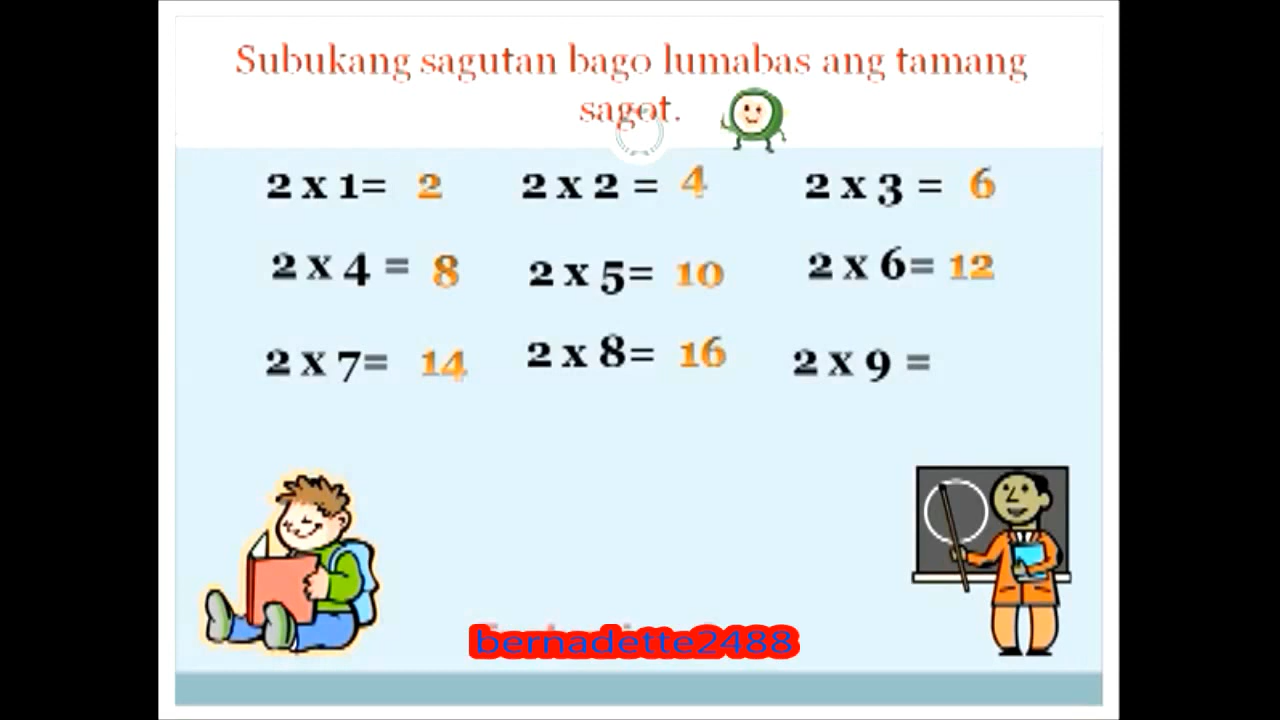 Subukang sagutan bago lumabas ang tamang
sagot.
2 x 1= 2 2 x 2 = 4 2 x 3 = 6
2 x 4 = 8 2 x 5= 10 2 x 6= 12
2 x 7= 14 2 x 8= 16 2 x 9 =
bernadette2488